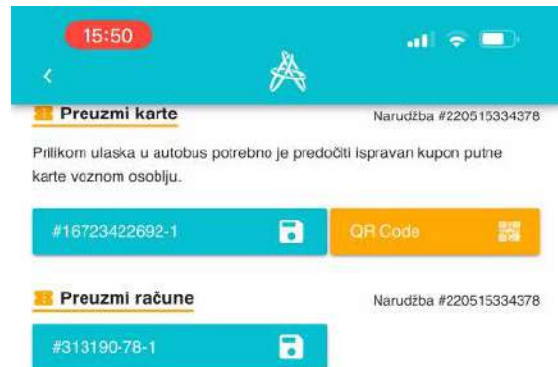 15:50
Preuzmi karte
Narudžba #220515334378
Prilikom ulaska u autobus potrebno je predočiti ispravan kupon putne
karte voznom osoblju.
#16723422692-1
QR Code
Preuzmi račune
Narudžba #220515334378
#313190-78-1